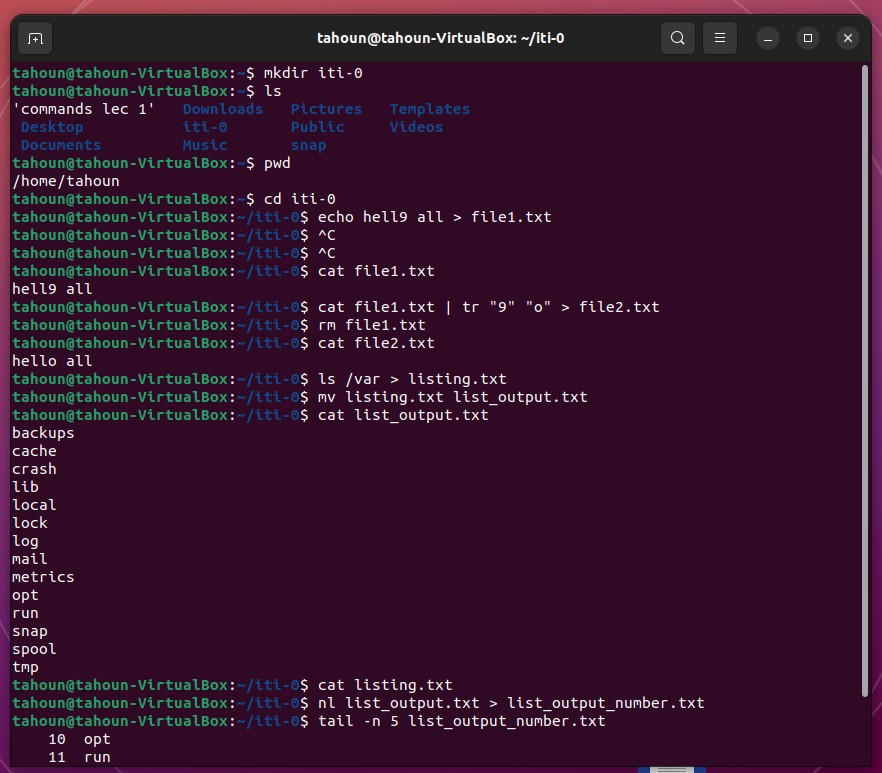 tahoun@tahoun-VirtualBox: ~/iti-0
tahoun@tahoun-VirtualBox:~$ mkdir iti-0
tahoun@tahoun-VirtualBox:~$ ls
'commands lec 1'   Downloads   Pictures   Templates
 Desktop           iti-0       Public     Videos
 Documents         Music       snap
tahoun@tahoun-VirtualBox:~$ pwd
/home/tahoun
tahoun@tahoun-VirtualBox:~$ cd iti-0
tahoun@tahoun-VirtualBox:~/iti-0$ echo hell9 all > file1.txt
tahoun@tahoun-VirtualBox:~/iti-0$ ^C
tahoun@tahoun-VirtualBox:~/iti-0$ ^C
tahoun@tahoun-VirtualBox:~/iti-0$ cat file1.txt
hell9 all
tahoun@tahoun-VirtualBox:~/iti-0$ cat file1.txt | tr "9" "o" > file2.txt
tahoun@tahoun-VirtualBox:~/iti-0$ rm file1.txt
tahoun@tahoun-VirtualBox:~/iti-0$ cat file2.txt
hello all
tahoun@tahoun-VirtualBox:~/iti-0$ ls /var > listing.txt
tahoun@tahoun-VirtualBox:~/iti-0$ mv listing.txt list_output.txt
tahoun@tahoun-VirtualBox:~/iti-0$ cat list_output.txt
backups
cache
crash
lib
local
lock
log
mail
metrics
opt
run
snap
spool
tmp
tahoun@tahoun-VirtualBox:~/iti-0$ cat listing.txt
tahoun@tahoun-VirtualBox:~/iti-0$ nl list_output.txt > list_output_number.txt
tahoun@tahoun-VirtualBox:~/iti-0$ tail -n 5 list_output_number.txt
    10  opt
    11  run